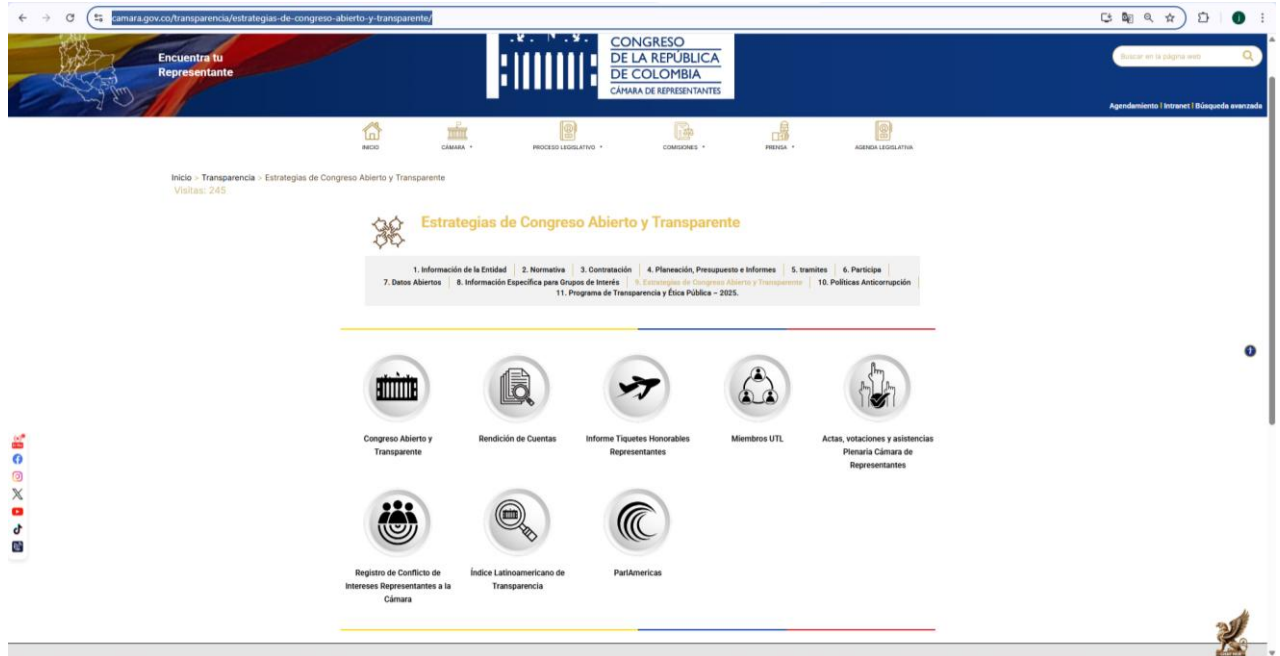 camara.gov.co/transparencia/estrategias-de-congreso-abierto-y-transparente/
Encuentra tu
Representante
CONGRESO
DE LA REPÚBLICA
DE COLOMBIA
CÁMARA DE REPRESENTANTES
Buscar en la página web
Agendamiento | Intranet | Búsqueda avanzada
INICIO CÁMARA PROCESO LEGISLATIVO COMISIONES PRENSA AGENDA LEGISLATIVA
Inicio > Transparencia > Estrategias de Congreso Abierto y Transparente
Visitas: 245
Estrategias de Congreso Abierto y Transparente
1. Información de la Entidad 2. Normativa 3. Contratación 4. Planeación, Presupuesto e Informes 5. tramites 6. Participa
7. Datos Abiertos 8. Información Específica para Grupos de Interés 9. Estrategias de Congreso Abierto y Transparente 10. Políticas Anticorrupción
11. Programa de Transparencia y Ética Pública – 2025.
Congreso Abierto y
Transparente
Rendición de Cuentas
Informe Tiquetes Honorables
Representantes
Miembros UTL
Actas, votaciones y asistencias
Plenaria Cámara de
Representantes
Registro de Conflicto de
Intereses Representantes a la
Cámara
Índice Latinoamericano de
Transparencia
ParlAmericas